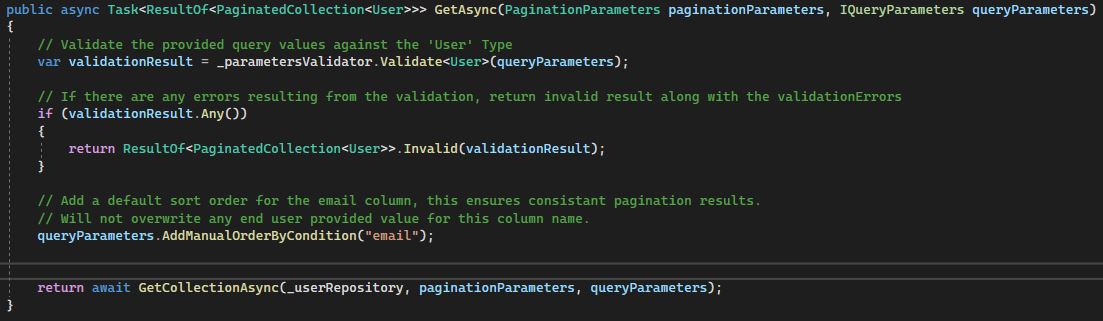 public async Task<ResultOf<PaginatedCollection<User>>> GetAsync(PaginationParameters paginationParameters, IQueryParameters queryParameters)
{
    // Validate the provided query values against the 'User' Type
    var validationResult = _parametersValidator.Validate<User>(queryParameters);

    // If there are any errors resulting from the validation, return invalid result along with the validationErrors
    if (validationResult.Any())
    {
        return ResultOf<PaginatedCollection<User>>.Invalid(validationResult);
    }

    // Add a default sort order for the email column, this ensures consistant pagination results.
    // Will not overwrite any end user provided value for this column name.
    queryParameters.AddManualOrderByCondition("email");

    return await GetCollectionAsync(_userRepository, paginationParameters, queryParameters);
}